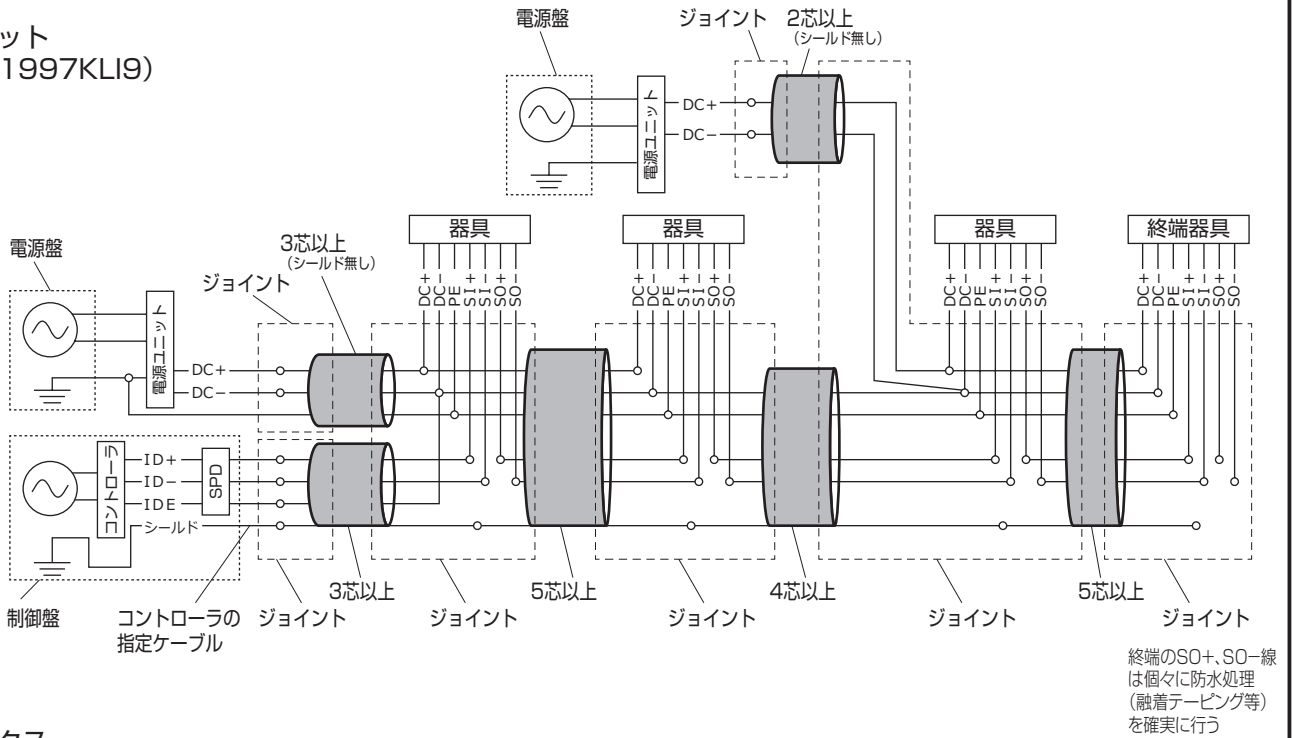 ット
1997KLI9）
電源盤
ジョイント
2芯以上
（シールド無し）
電源ユニット
DC+
DC−
器具
器具
器具
終端器具
DC+
DC−
PE
SI+
SI−
SO+
SO−
DC+
DC−
PE
SI+
SI−
SO+
SO−
DC+
DC−
PE
SI+
SI−
SO+
SO−
DC+
DC−
PE
SI+
SI−
SO+
SO−
電源盤
3芯以上
（シールド無し）
ジョイント
電源ユニット
DC+
DC−
コントローラ
ID+
ID−
IDE
シールド
SPD
制御盤
コントローラの
指定ケーブル
ジョイント
3芯以上
ジョイント
5芯以上
ジョイント
4芯以上
ジョイント
5芯以上
ジョイント
終端のSO+、SO−線
は個々に防水処理
（融着テーピング等）
を確実に行う